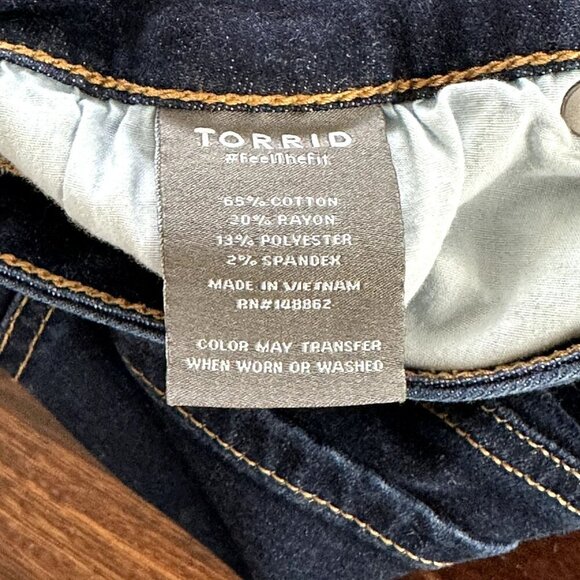 TORRID
#FeelTheFit
65% COTTON
20% RAYON
13% POLYESTER
2% SPANDEX
MADE IN VIETNAM
RN#148862
COLOR MAY TRANSFER
WHEN WORN OR WASHED